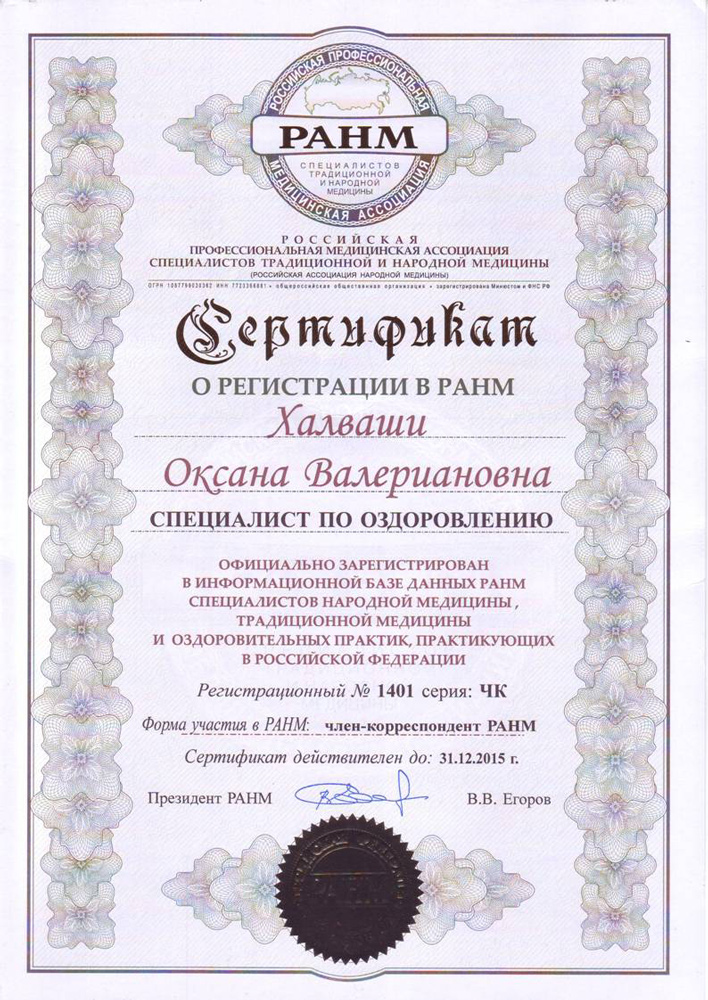 РОССИЙСКАЯ ПРОФЕССИОНАЛЬНАЯ
РАНМ
СПЕЦИАЛИСТОВ
ТРАДИЦИОННОЙ
И НАРОДНОЙ
МЕДИЦИНЫ
МЕДИЦИНСКАЯ АССОЦИАЦИЯ
РОССИЙСКАЯ
ПРОФЕССИОНАЛЬНАЯ МЕДИЦИНСКАЯ АССОЦИАЦИЯ
СПЕЦИАЛИСТОВ ТРАДИЦИОННОЙ И НАРОДНОЙ МЕДИЦИНЫ
(РОССИЙСКАЯ АССОЦИАЦИЯ НАРОДНОЙ МЕДИЦИНЫ)
ОГРН ИНН • общероссийская общественная организация • зарегистрирована Минюстом и ФНС РФ
Сертификат
О РЕГИСТРАЦИИ В РАНМ
Халваши
Оксана Валериановна
СПЕЦИАЛИСТ ПО ОЗДОРОВЛЕНИЮ
ОФИЦИАЛЬНО ЗАРЕГИСТРИРОВАН
В ИНФОРМАЦИОННОЙ БАЗЕ ДАННЫХ РАНМ
СПЕЦИАЛИСТОВ НАРОДНОЙ МЕДИЦИНЫ ,
ТРАДИЦИОННОЙ МЕДИЦИНЫ
И ОЗДОРОВИТЕЛЬНЫХ ПРАКТИК, ПРАКТИКУЮЩИХ
В РОССИЙСКОЙ ФЕДЕРАЦИИ
Регистрационный № 1401 серия: ЧК
Форма участия в РАНМ: член-корреспондент РАНМ
Сертификат действителен до: 31.12.2015 г.
Президент РАНМ В.В. Егоров
РАНМ